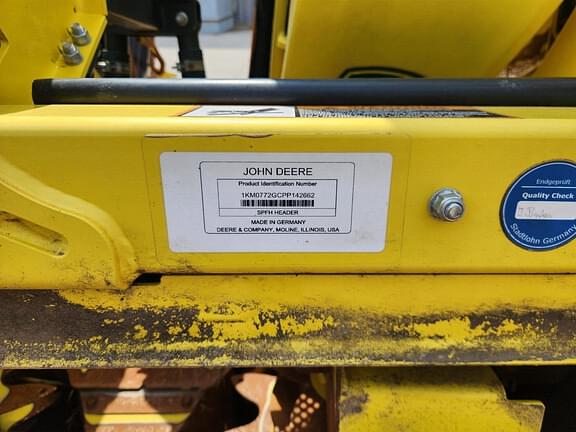 JOHN DEERE
Product Identification Number
1KM0772GCPP142662
SPFH HEADER
MADE IN GERMANY
DEERE & COMPANY, MOLINE, ILLINOIS, USA
Endgeprüft
Quality Check
Stadtlohn Germany